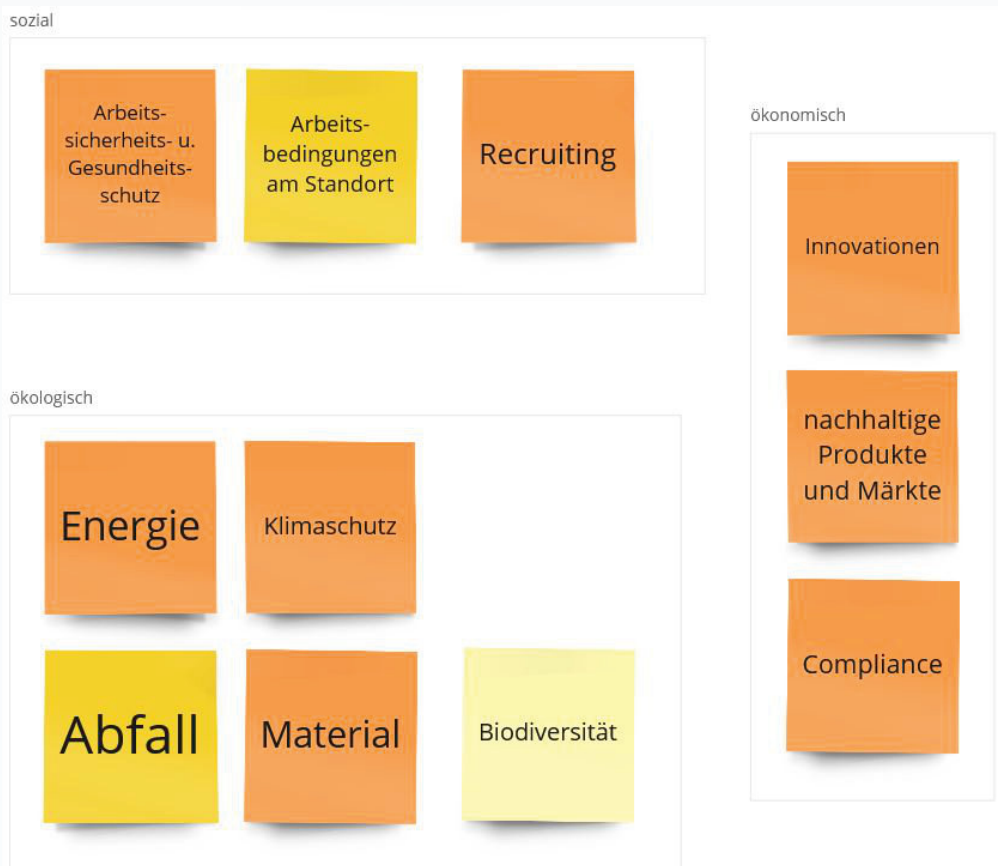 sozial
Arbeits-
sicherheits- u.
Gesundheits-
schutz
Arbeits-
bedingungen
am Standort
Recruiting
ökonomisch
Innovationen
nachhaltige
Produkte
und Märkte
Compliance
ökologisch
Energie
Klimaschutz
Abfall
Material
Biodiversität